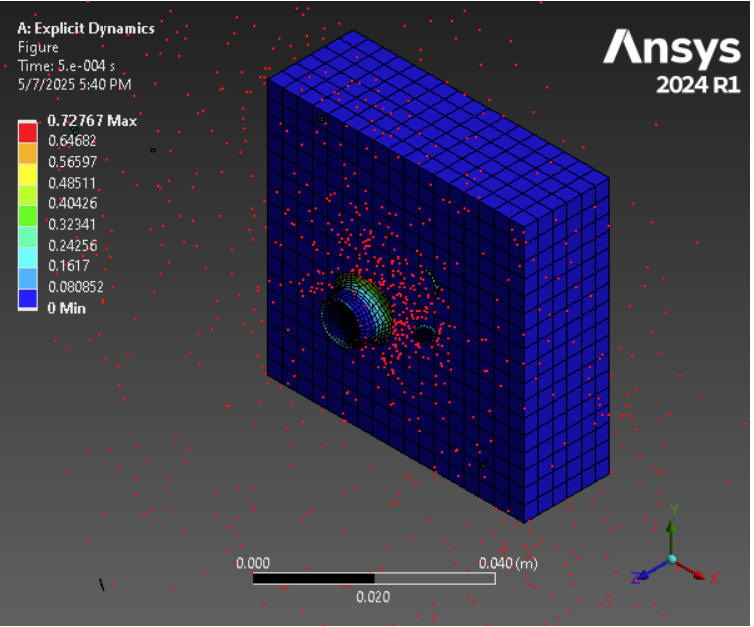 A: Explicit Dynamics
Figure
Time: 5.e-004 s
5/7/2025 5:40 PM
Ansys
2024 R1
0.72767 Max
0.64682
0.56597
0.48511
0.40426
0.32341
0.24256
0.1617
0.080852
0 Min
0.000
0.040 (m)
0.020
Y
Z
X